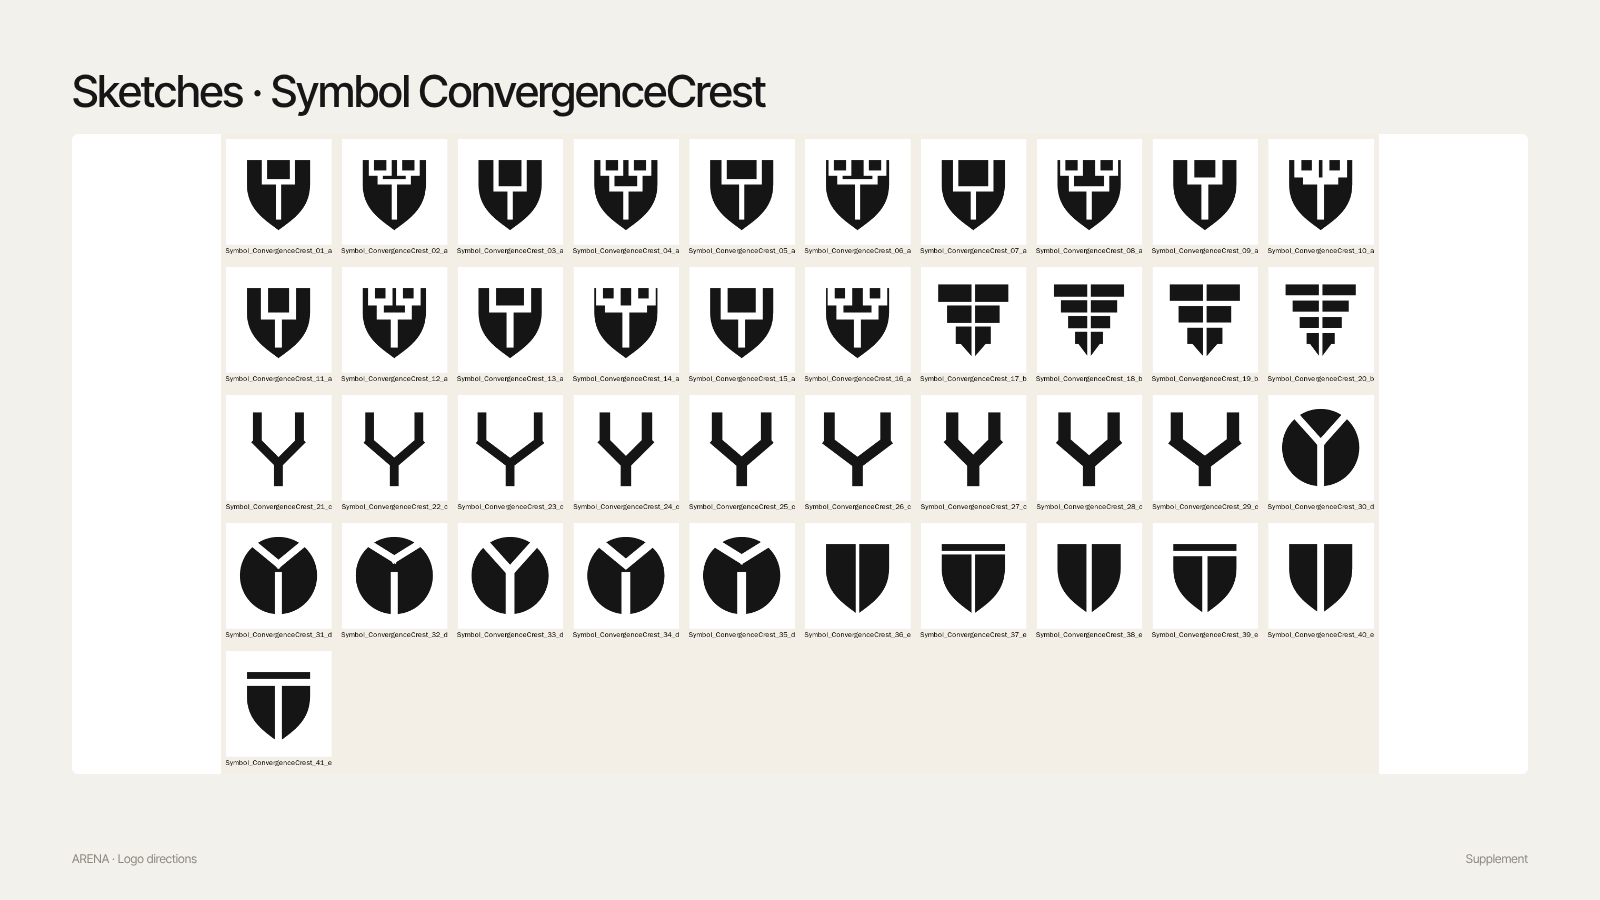 Sketches · Symbol ConvergenceCrest
Symbol_ConvergenceCrest_01_a
Symbol_ConvergenceCrest_02_a
Symbol_ConvergenceCrest_03_a
Symbol_ConvergenceCrest_04_a
Symbol_ConvergenceCrest_05_a
Symbol_ConvergenceCrest_06_a
Symbol_ConvergenceCrest_07_a
Symbol_ConvergenceCrest_08_a
Symbol_ConvergenceCrest_09_a
Symbol_ConvergenceCrest_10_a
Symbol_ConvergenceCrest_11_a
Symbol_ConvergenceCrest_12_a
Symbol_ConvergenceCrest_13_a
Symbol_ConvergenceCrest_14_a
Symbol_ConvergenceCrest_15_a
Symbol_ConvergenceCrest_16_a
Symbol_ConvergenceCrest_17_b
Symbol_ConvergenceCrest_18_b
Symbol_ConvergenceCrest_19_b
Symbol_ConvergenceCrest_20_b
Symbol_ConvergenceCrest_21_c
Symbol_ConvergenceCrest_22_c
Symbol_ConvergenceCrest_23_c
Symbol_ConvergenceCrest_24_c
Symbol_ConvergenceCrest_25_c
Symbol_ConvergenceCrest_26_c
Symbol_ConvergenceCrest_27_c
Symbol_ConvergenceCrest_28_c
Symbol_ConvergenceCrest_29_c
Symbol_ConvergenceCrest_30_d
Symbol_ConvergenceCrest_31_d
Symbol_ConvergenceCrest_32_d
Symbol_ConvergenceCrest_33_d
Symbol_ConvergenceCrest_34_d
Symbol_ConvergenceCrest_35_d
Symbol_ConvergenceCrest_36_e
Symbol_ConvergenceCrest_37_e
Symbol_ConvergenceCrest_38_e
Symbol_ConvergenceCrest_39_e
Symbol_ConvergenceCrest_40_e
Symbol_ConvergenceCrest_41_e
ARENA · Logo directions
Supplement